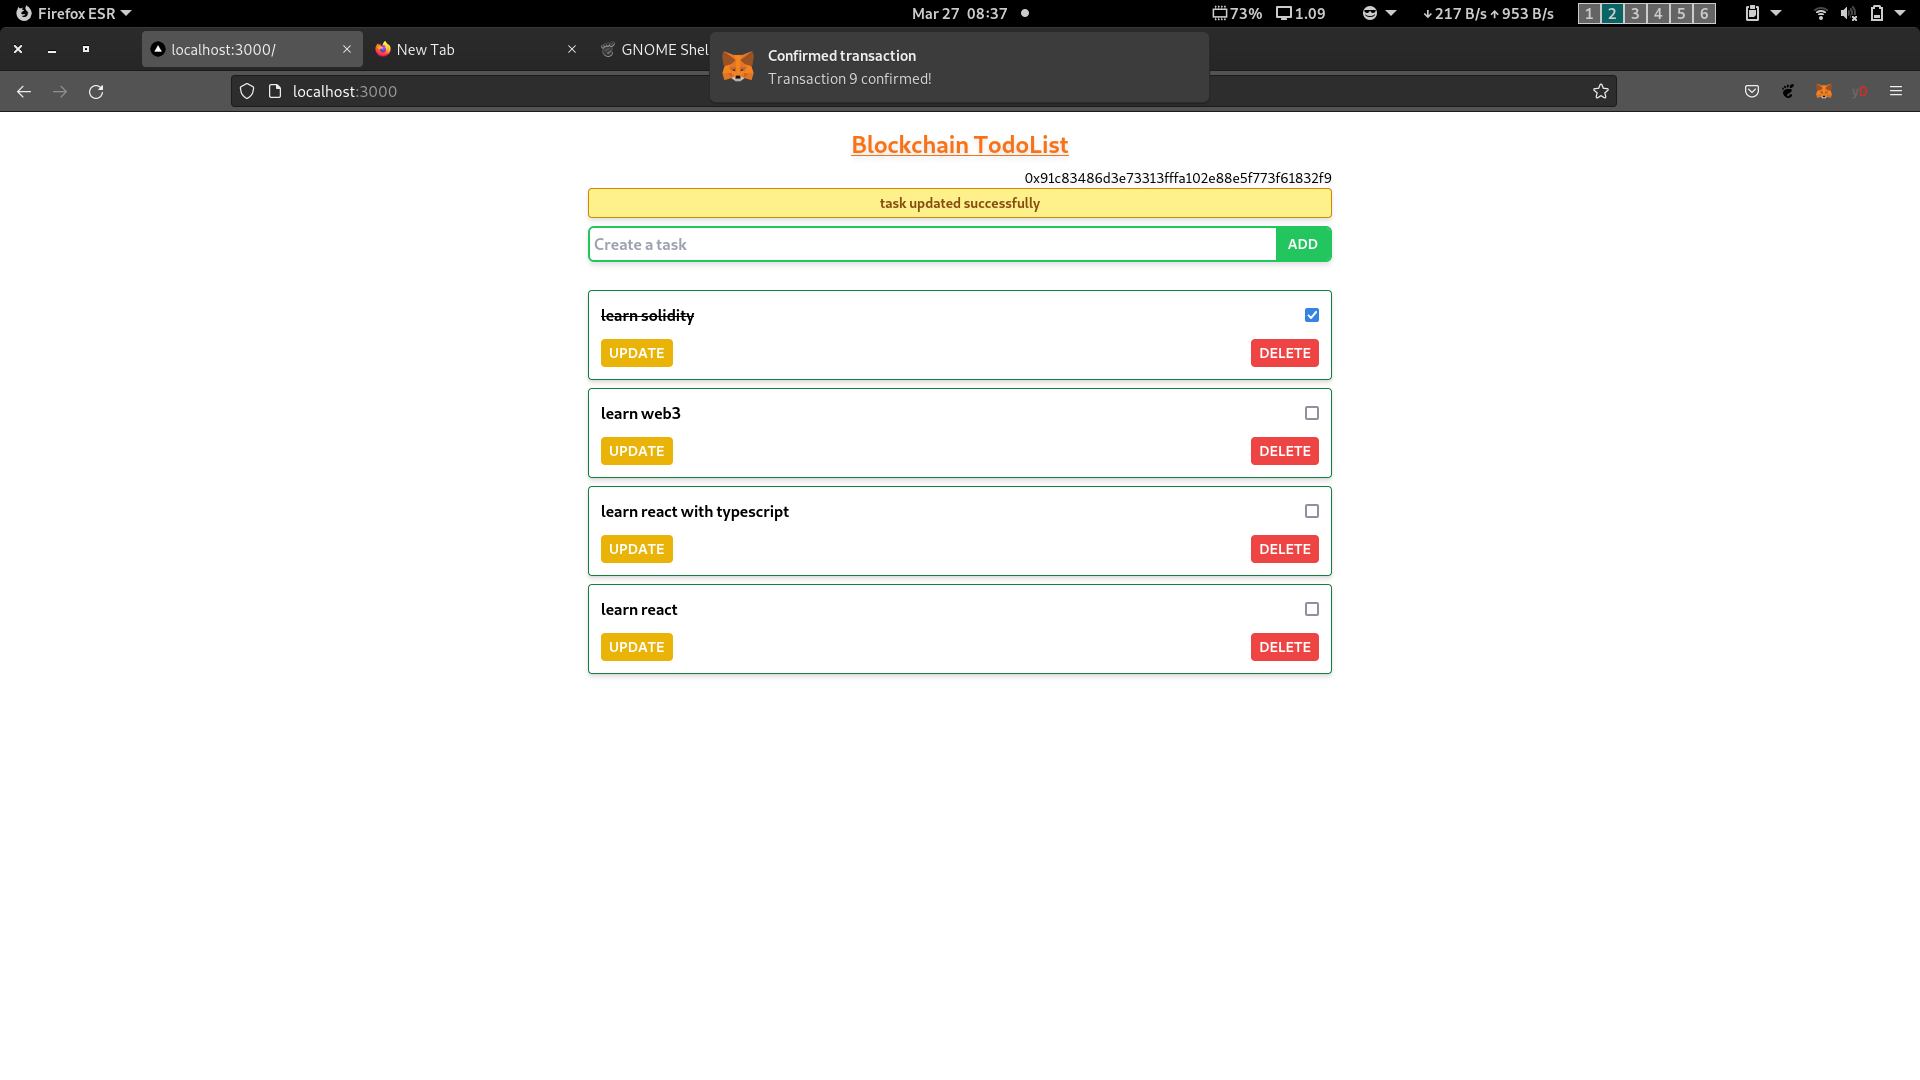 Firefox ESR
Mar 27 08:37
73%
1.09
217 B/s 953 B/s
1 2 3 4 5 6
localhost:3000/
New Tab
GNOME Shel
Confirmed transaction
Transaction 9 confirmed!
localhost:3000
Blockchain TodoList
0x91c83486d3e73313fffa102e88e5f773f61832f9
task updated successfully
Create a task
ADD
learn solidity
UPDATE
DELETE
learn web3
UPDATE
DELETE
learn react with typescript
UPDATE
DELETE
learn react
UPDATE
DELETE